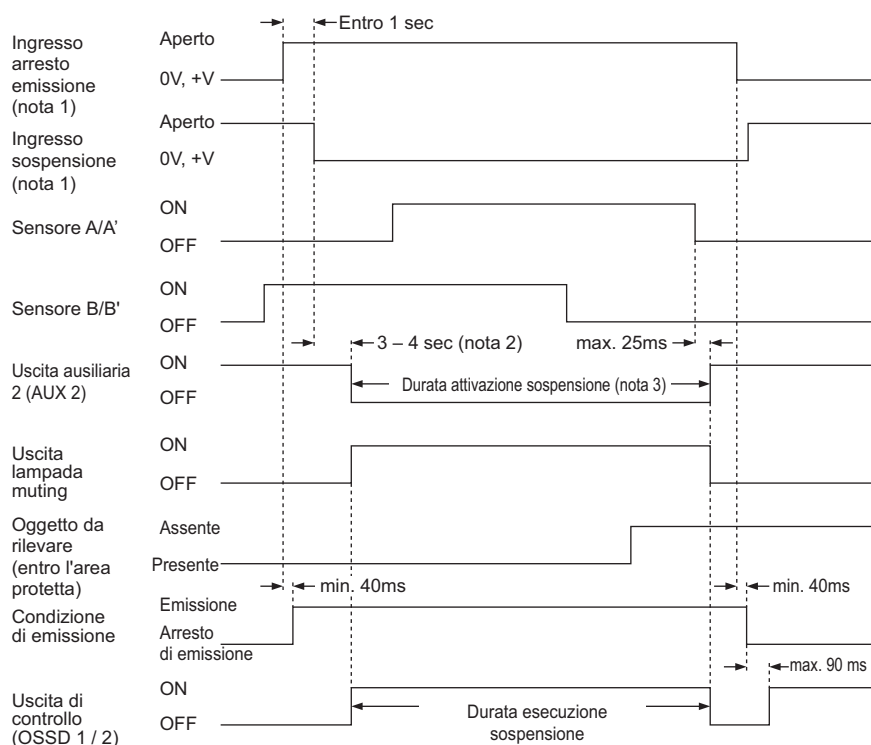 Entro 1 sec
Ingresso
arresto
emissione
(nota 1)
Aperto
0V, +V
Ingresso
sospensione
(nota 1)
Aperto
0V, +V
Sensore A/A’
ON
OFF
Sensore B/B'
ON
OFF
3 – 4 sec (nota 2)
max. 25ms
Uscita ausiliaria
2 (AUX 2)
ON
OFF
Durata attivazione sospensione (nota 3)
Uscita
lampada
muting
ON
OFF
Oggetto da
rilevare
(entro l'area
protetta)
Assente
Presente
min. 40ms
min. 40ms
Condizione
di emissione
Emissione
Arresto
di emissione
max. 90 ms
Uscita di
controllo
(OSSD 1 / 2)
ON
OFF
Durata esecuzione
sospensione